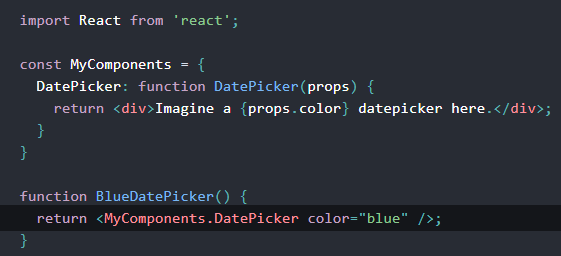 import React from 'react';
const MyComponents = {
DatePicker: function DatePicker(props) {
return <div>Imagine a {props.color} datepicker here.</div>;
}
}
function BlueDatePicker() {
return <MyComponents.DatePicker color="blue" />;
}